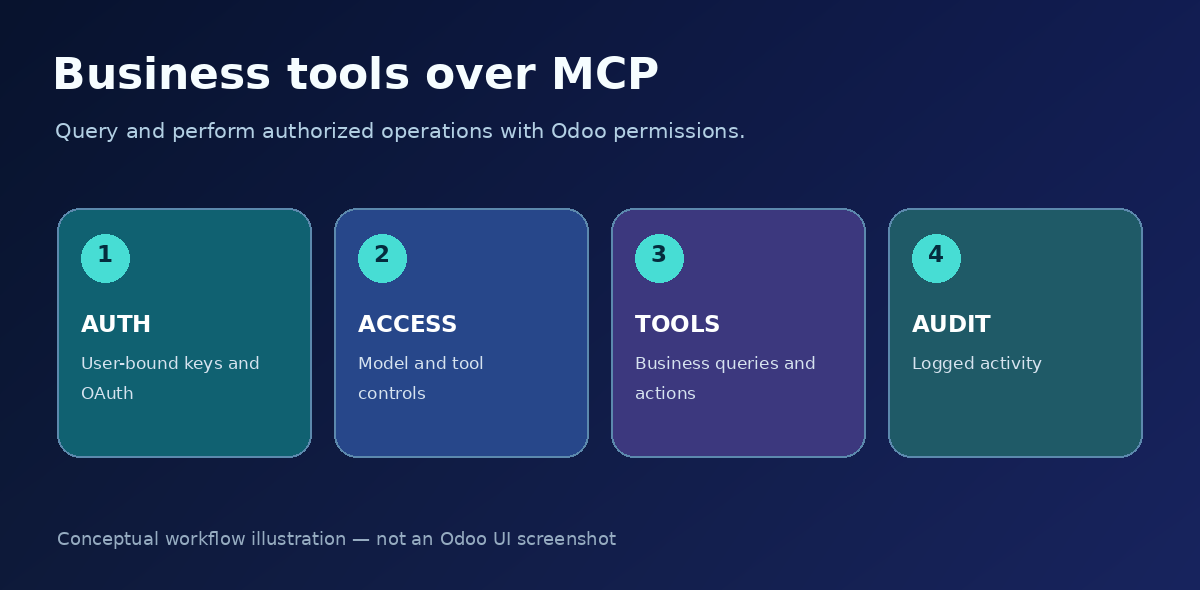 Business tools over MCP
Query and perform authorized operations with Odoo permissions.
1
AUTH
User-bound keys and
OAuth
2
ACCESS
Model and tool
controls
3
TOOLS
Business queries and
actions
4
AUDIT
Logged activity
Conceptual workflow illustration — not an Odoo UI screenshot